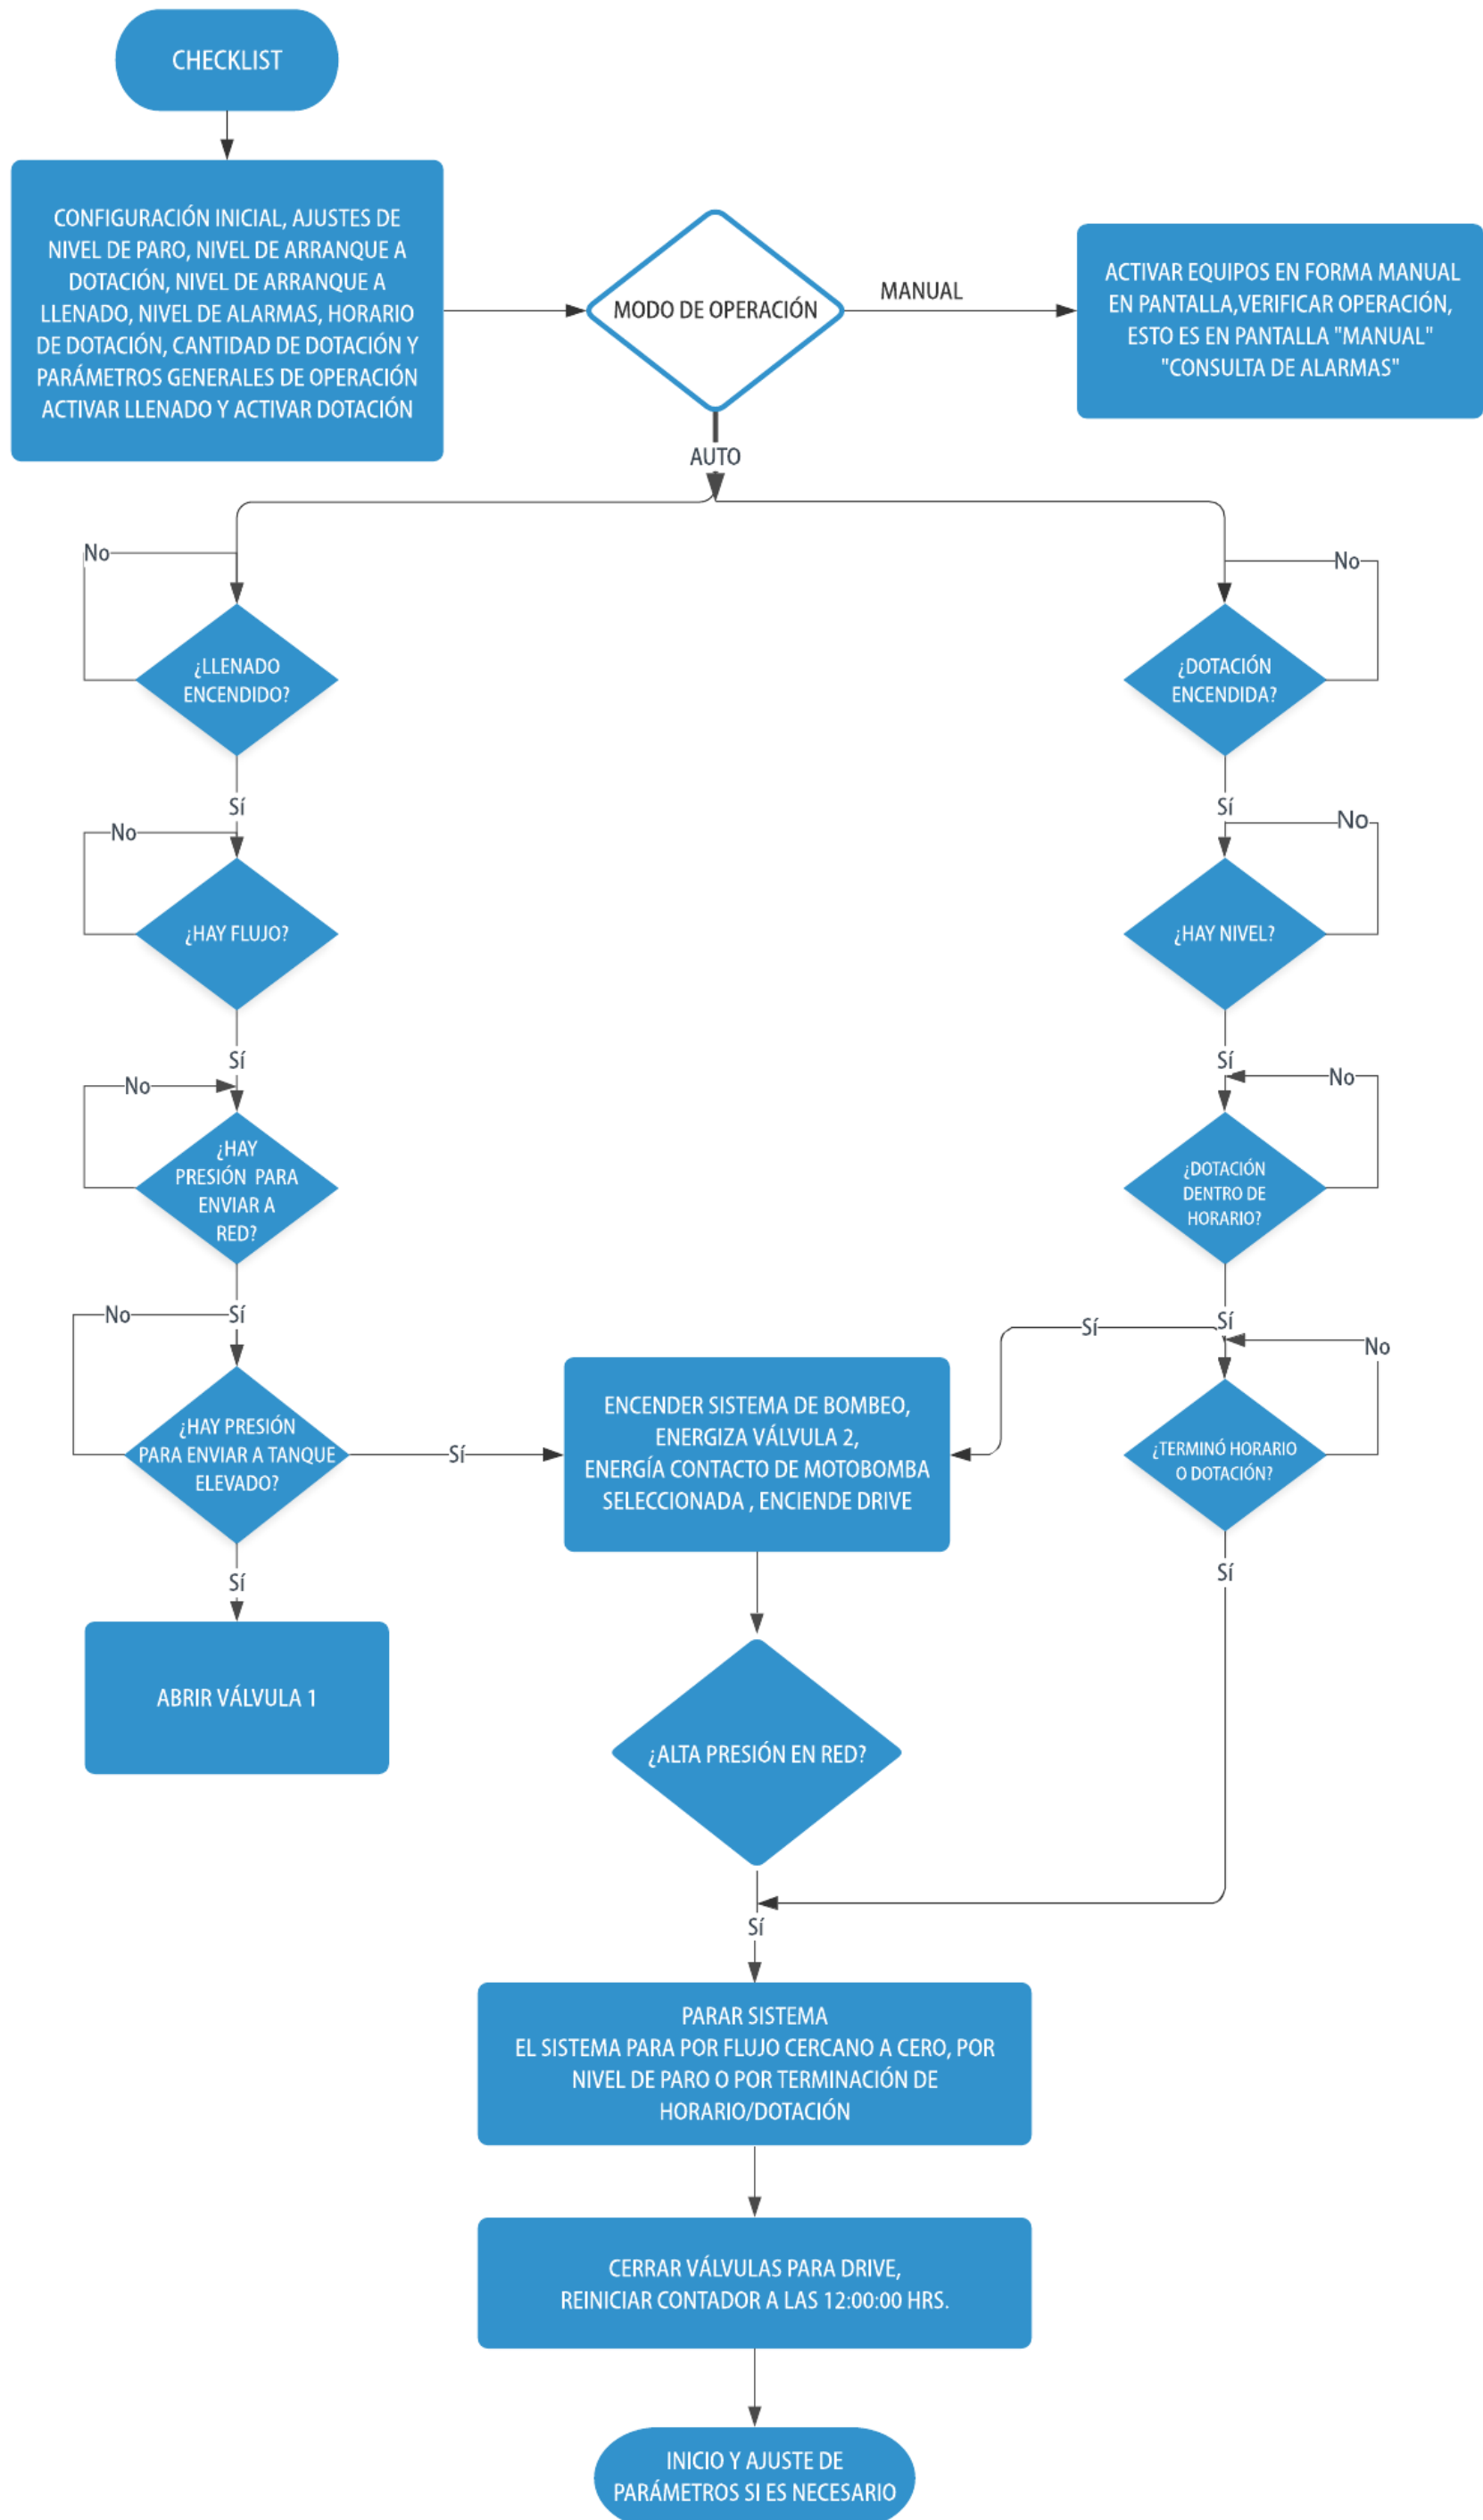 CHECKLIST
CONFIGURACIÓN INICIAL, AJUSTES DE
NIVEL DE PARO, NIVEL DE ARRANQUE A
DOTACIÓN, NIVEL DE ARRANQUE A
LLENADO, NIVEL DE ALARMAS, HORARIO
DE DOTACIÓN, CANTIDAD DE DOTACIÓN Y
PARÁMETROS GENERALES DE OPERACIÓN
ACTIVAR LLENADO Y ACTIVAR DOTACIÓN
MODO DE OPERACIÓN
MANUAL
ACTIVAR EQUIPOS EN FORMA MANUAL
EN PANTALLA,VERIFICAR OPERACIÓN,
ESTO ES EN PANTALLA "MANUAL"
"CONSULTA DE ALARMAS"
AUTO
No
¿LLENADO
ENCENDIDO?
Sí
No
¿HAY FLUJO?
Sí
No
¿HAY
PRESIÓN PARA
ENVIAR A
RED?
Sí
No
¿HAY PRESIÓN
PARA ENVIAR A TANQUE
ELEVADO?
Sí
Sí
ABRIR VÁLVULA 1
No
¿DOTACIÓN
ENCENDIDA?
Sí
No
¿HAY NIVEL?
Sí
No
¿DOTACIÓN
DENTRO DE
HORARIO?
Sí
Sí
No
¿TERMINÓ HORARIO
O DOTACIÓN?
Sí
ENCENDER SISTEMA DE BOMBEO,
ENERGIZA VÁLVULA 2,
ENERGÍA CONTACTO DE MOTOBOMBA
SELECCIONADA , ENCIENDE DRIVE
¿ALTA PRESIÓN EN RED?
Sí
PARAR SISTEMA
EL SISTEMA PARA POR FLUJO CERCANO A CERO, POR
NIVEL DE PARO O POR TERMINACIÓN DE
HORARIO/DOTACIÓN
CERRAR VÁLVULAS PARA DRIVE,
REINICIAR CONTADOR A LAS 12:00:00 HRS.
INICIO Y AJUSTE DE
PARÁMETROS SI ES NECESARIO